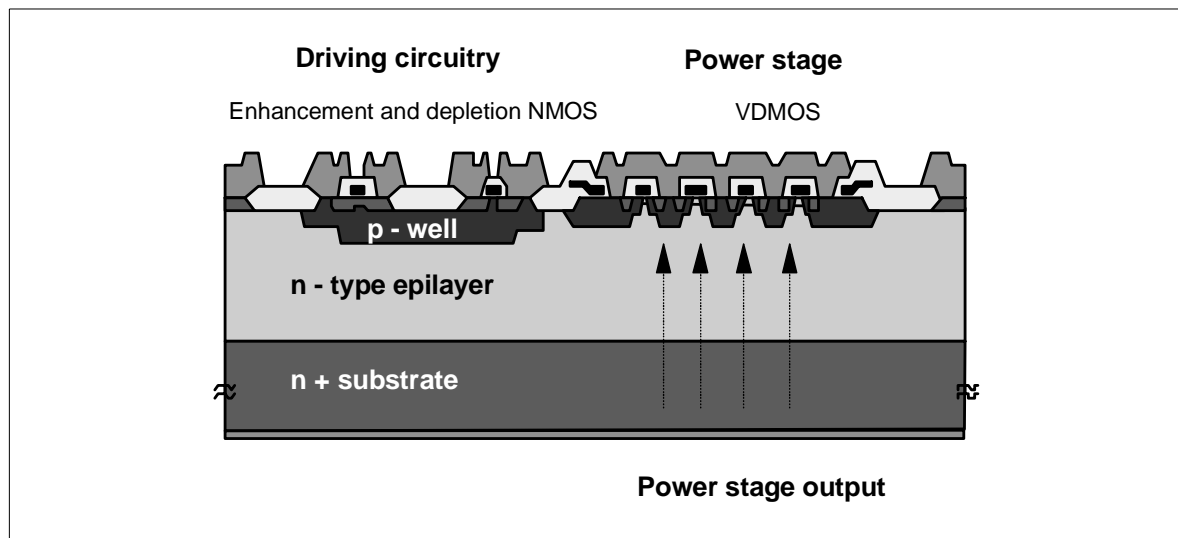 Driving circuitry
Power stage
Enhancement and depletion NMOS
VDMOS
p - well
n - type epilayer
n + substrate
Power stage output